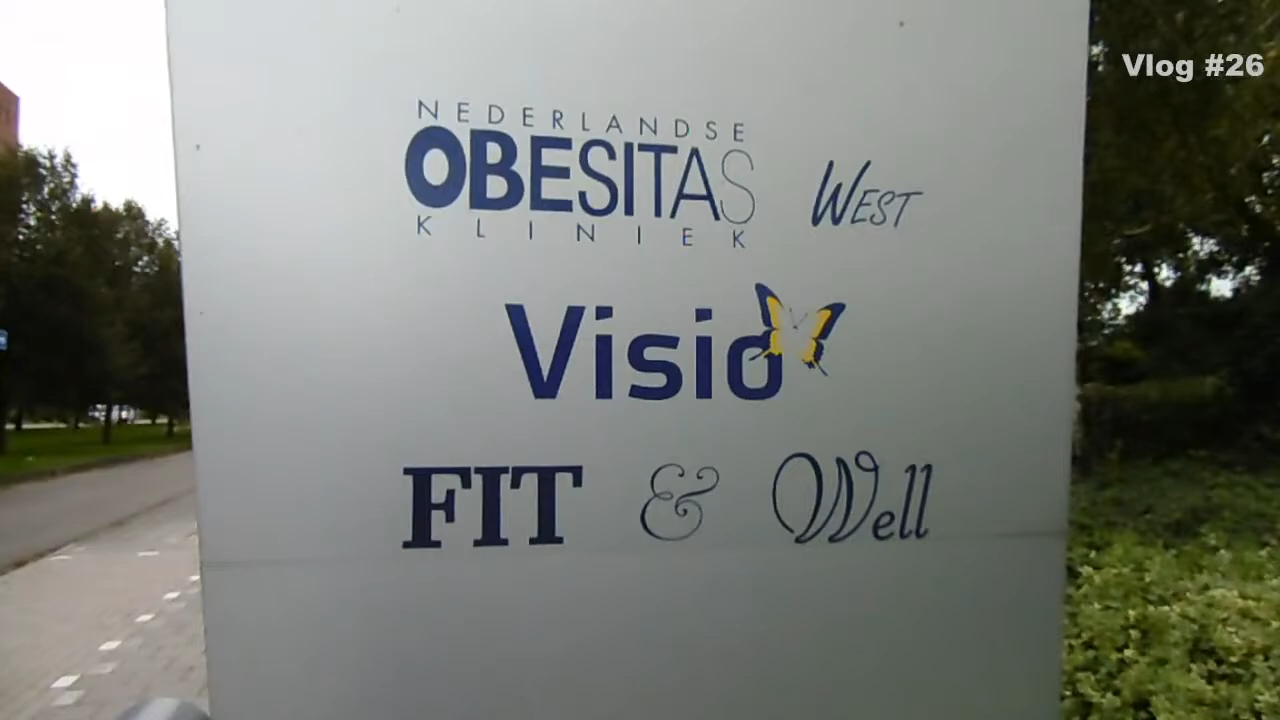 Vlog #26
NEDERLANDSE
OBESITAS
KLINIEK
WEST
Visio
FIT & Well